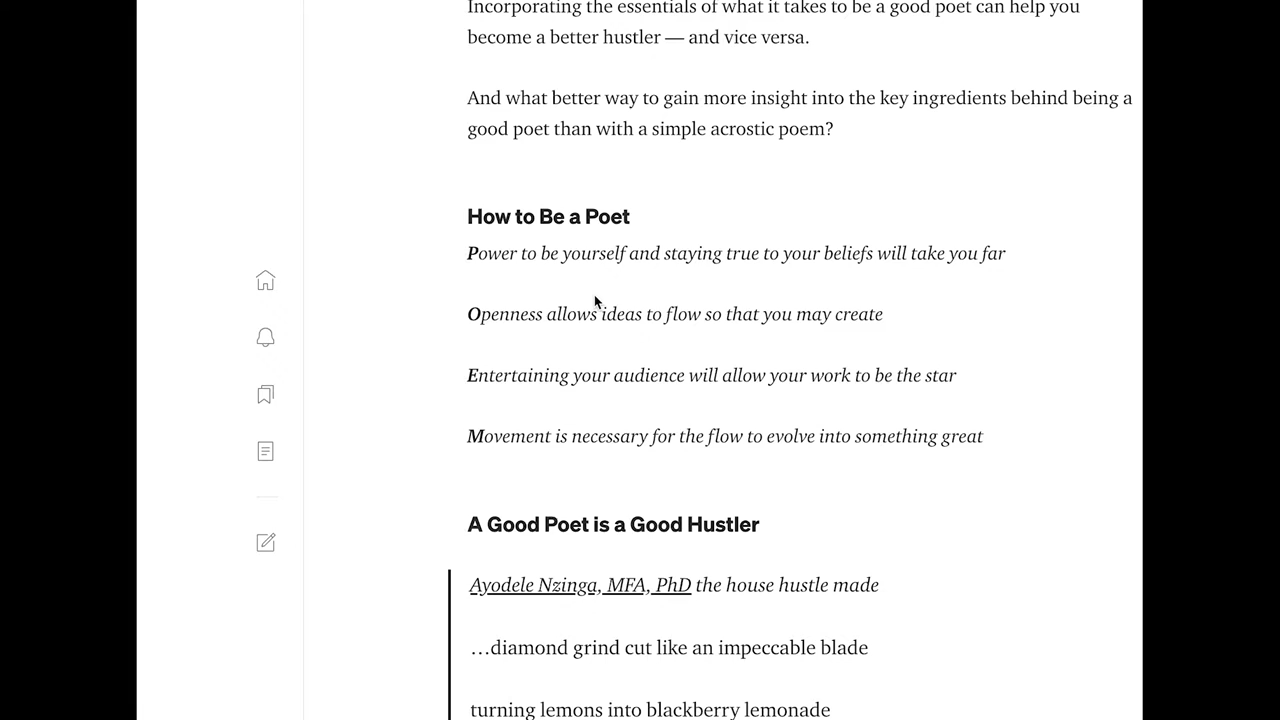 Incorporating the essentials of what it takes to be a good poet can help you
become a better hustler — and vice versa.
And what better way to gain more insight into the key ingredients behind being a
good poet than with a simple acrostic poem?
How to Be a Poet
Power to be yourself and staying true to your beliefs will take you far
Openness allows ideas to flow so that you may create
Entertaining your audience will allow your work to be the star
Movement is necessary for the flow to evolve into something great
A Good Poet is a Good Hustler
Ayodele Nzinga, MFA, PhD the house hustle made
…diamond grind cut like an impeccable blade
turning lemons into blackberry lemonade